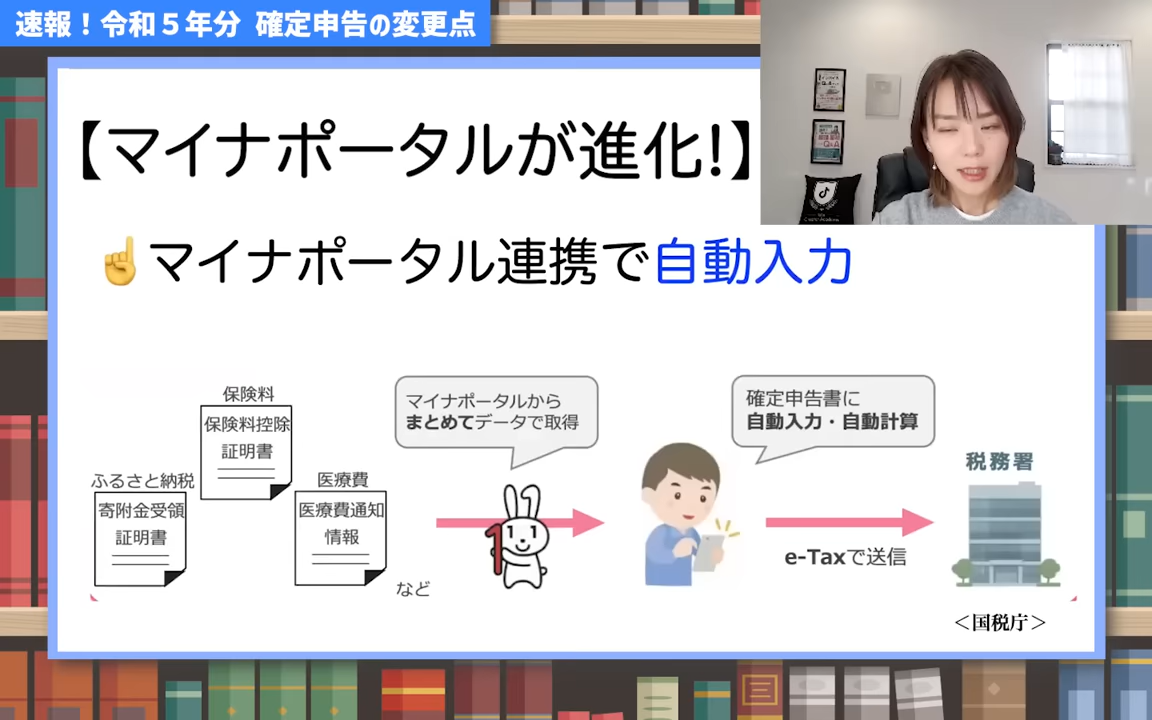 速報！令和５年分 確定申告の変更点
【マイナポータルが進化!】
☝マイナポータル連携で自動入力
保険料
保険料控除
証明書
ふるさと納税
寄附金受領
証明書
医療費
医療費通知
情報
など
マイナポータルから
まとめてデータで取得
確定申告書に
自動入力・自動計算
e-Taxで送信
税務署
＜国税庁＞